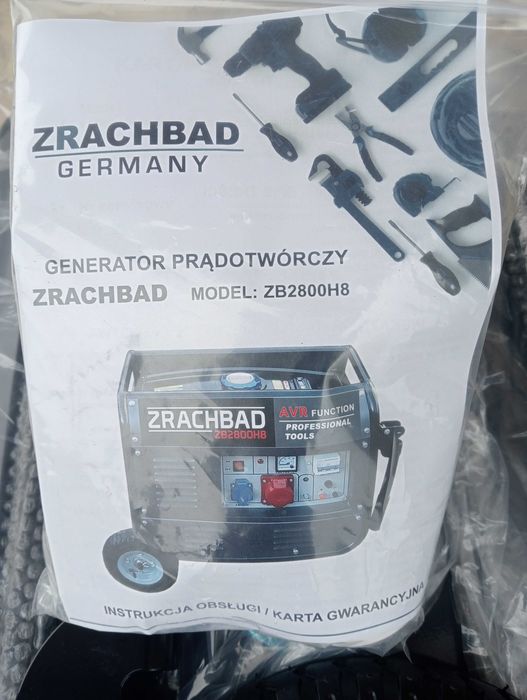 ZRACHBAD
GERMANY
GENERATOR PRĄDOTWÓRCZY
ZRACHBAD MODEL: ZB2800H8
ZRACHBAD
ZB2800H8
AVR FUNCTION
PROFESSIONAL
TOOLS
INSTRUKCJA OBSŁUGI / KARTA GWARANCYJNA